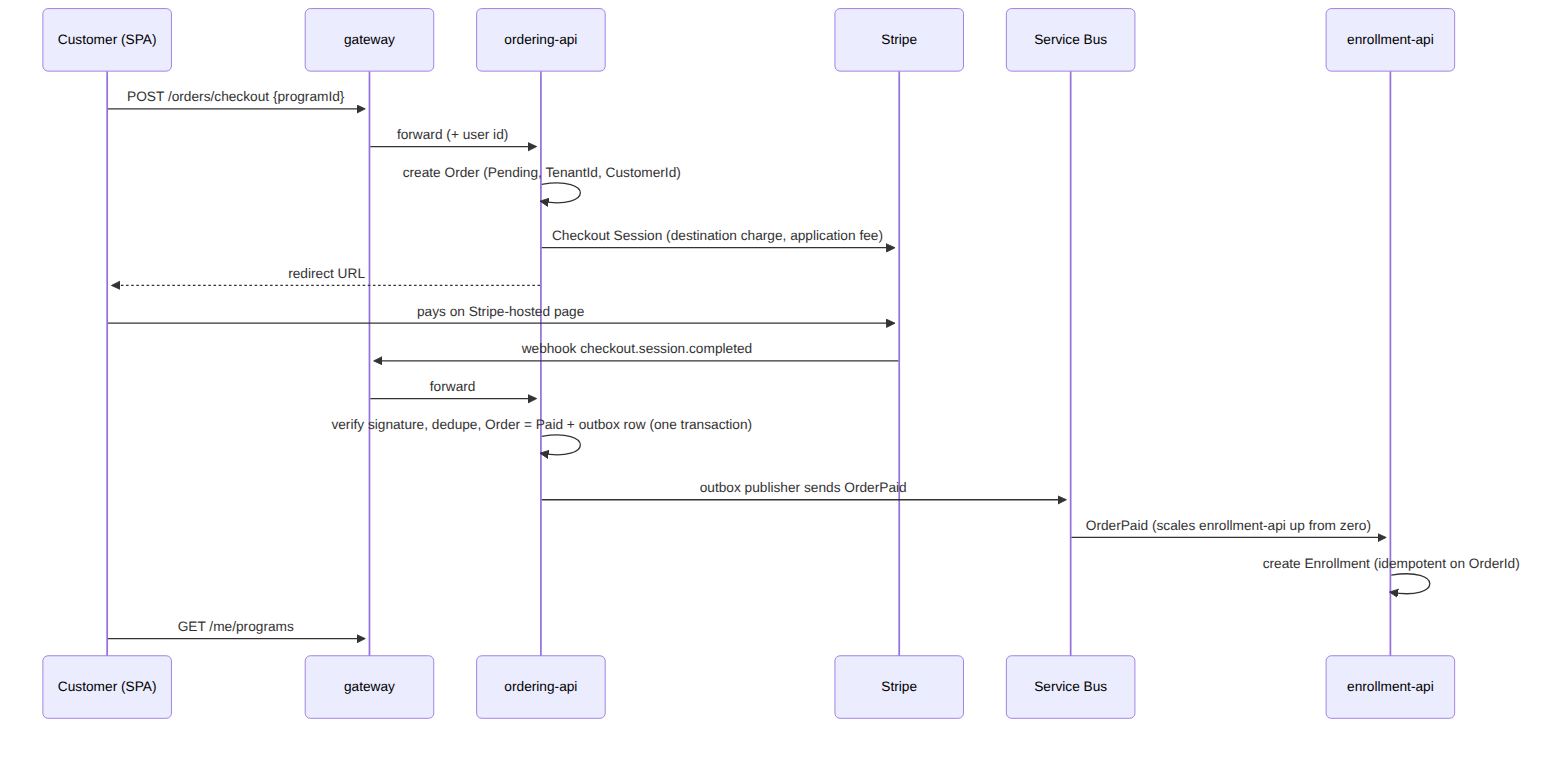 Customer (SPA)
gateway
ordering-api
Stripe
Service Bus
enrollment-api
POST /orders/checkout {programId}
forward (+ user id)
create Order (Pending, TenantId, CustomerId)
Checkout Session (destination charge, application fee)
redirect URL
pays on Stripe-hosted page
webhook checkout.session.completed
forward
verify signature, dedupe, Order = Paid + outbox row (one transaction)
outbox publisher sends OrderPaid
OrderPaid (scales enrollment-api up from zero)
create Enrollment (idempotent on OrderId)
GET /me/programs
Customer (SPA)
gateway
ordering-api
Stripe
Service Bus
enrollment-api